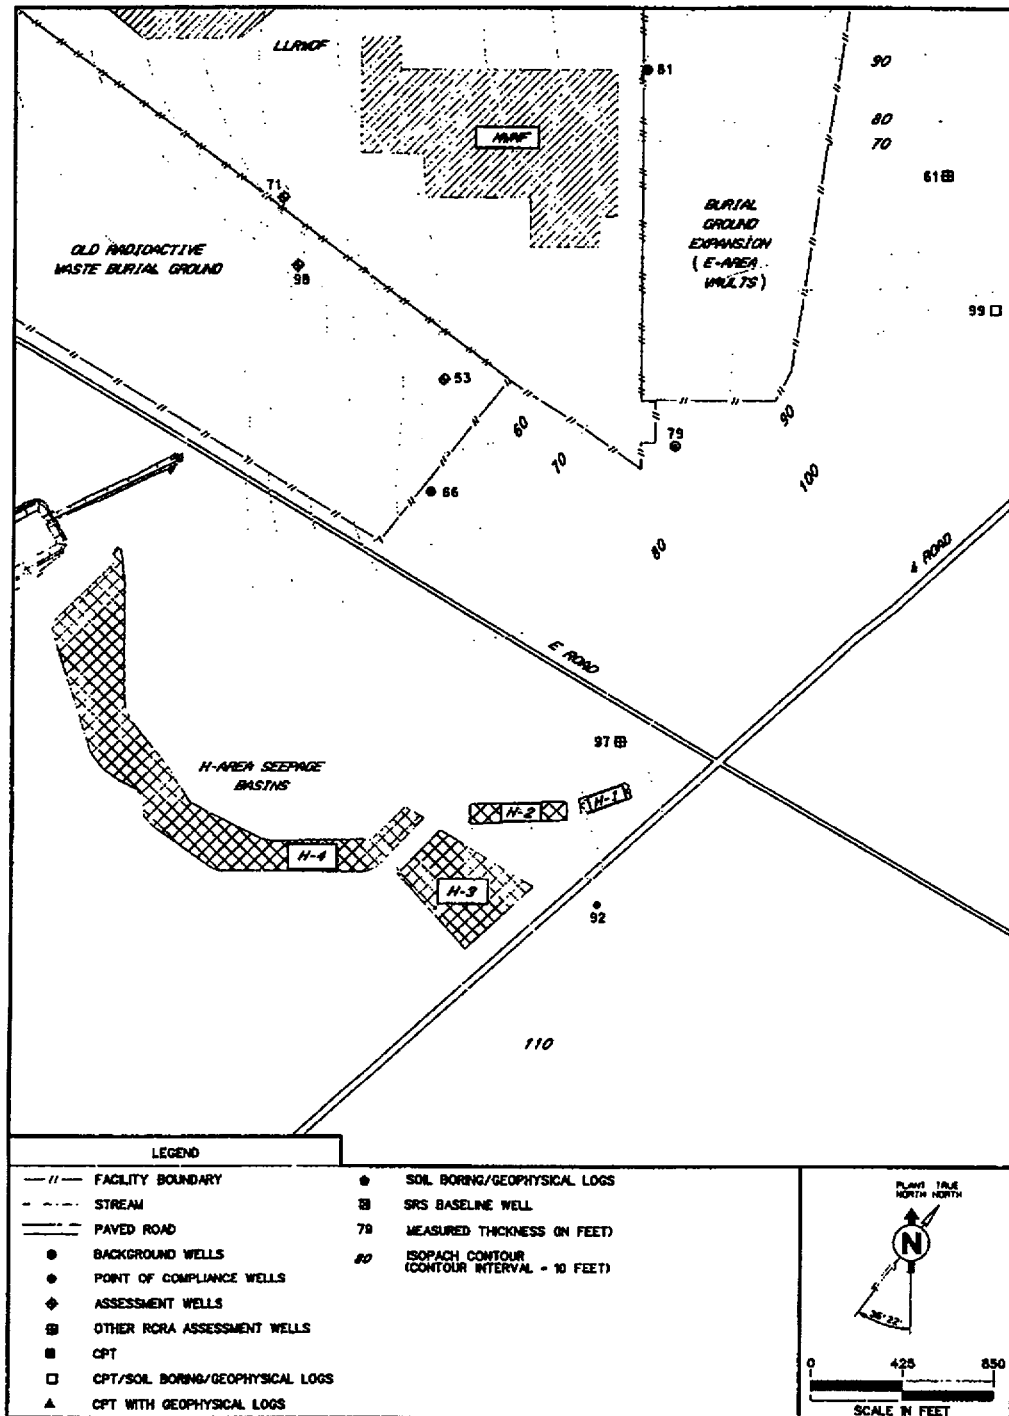 LLRWDF
81
90
80
70
MWMF
71
61
BURIAL
GROUND
EXPANSION
( E-AREA
VAULTS )
OLD RADIOACTIVE
WASTE BURIAL GROUND
98
99
53
60
90
79
70
100
66
80
4 ROAD
E ROAD
97
H-AREA SEEPAGE
BASINS
H-1
H-2
H-4
H-3
92
110
LEGEND
FACILITY BOUNDARY
STREAM
PAVED ROAD
BACKGROUND WELLS
POINT OF COMPLIANCE WELLS
ASSESSMENT WELLS
OTHER RCRA ASSESSMENT WELLS
CPT
CPT/SOIL BORING/GEOPHYSICAL LOGS
CPT WITH GEOPHYSICAL LOGS
SOIL BORING/GEOPHYSICAL LOGS
SRS BASELINE WELL
79 MEASURED THICKNESS (IN FEET)
80 ISOPACH CONTOUR
(CONTOUR INTERVAL = 10 FEET)
PLANT TRUE
NORTH NORTH
N
36°22'
0 425 850
SCALE IN FEET